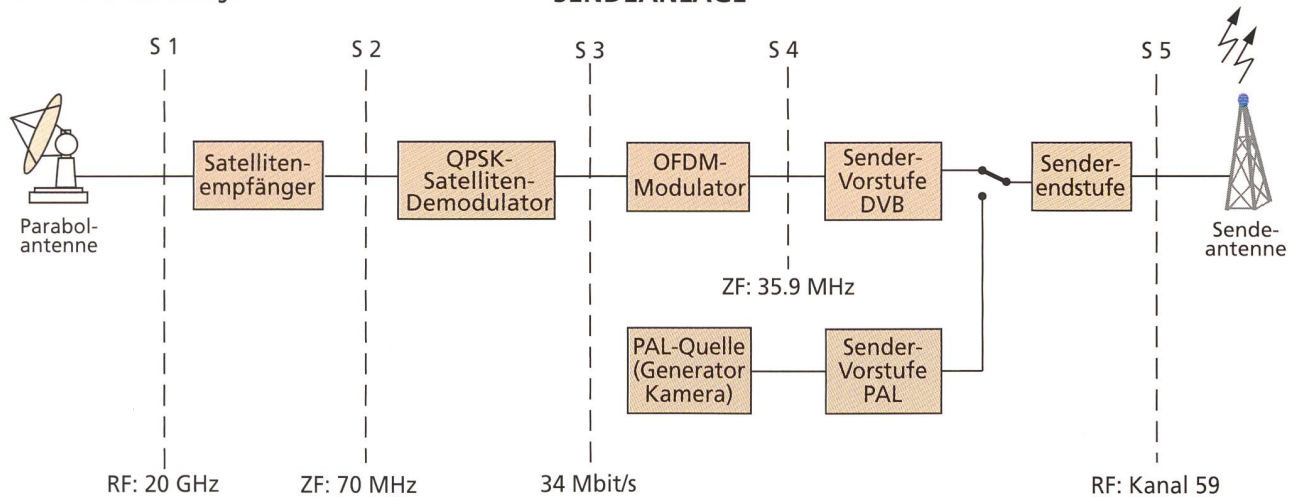 SENDEANLAGE
S 1
S 2
S 3
S 4
S 5
Parabol-
antenne
Satelliten-
empfänger
QPSK-
Satelliten-
Demodulator
OFDM-
Modulator
Sender-
Vorstufe
DVB
Sender-
endstufe
Sende-
antenne
ZF: 35.9 MHz
PAL-Quelle
(Generator
Kamera)
Sender-
Vorstufe
PAL
RF: 20 GHz
ZF: 70 MHz
34 Mbit/s
RF: Kanal 59